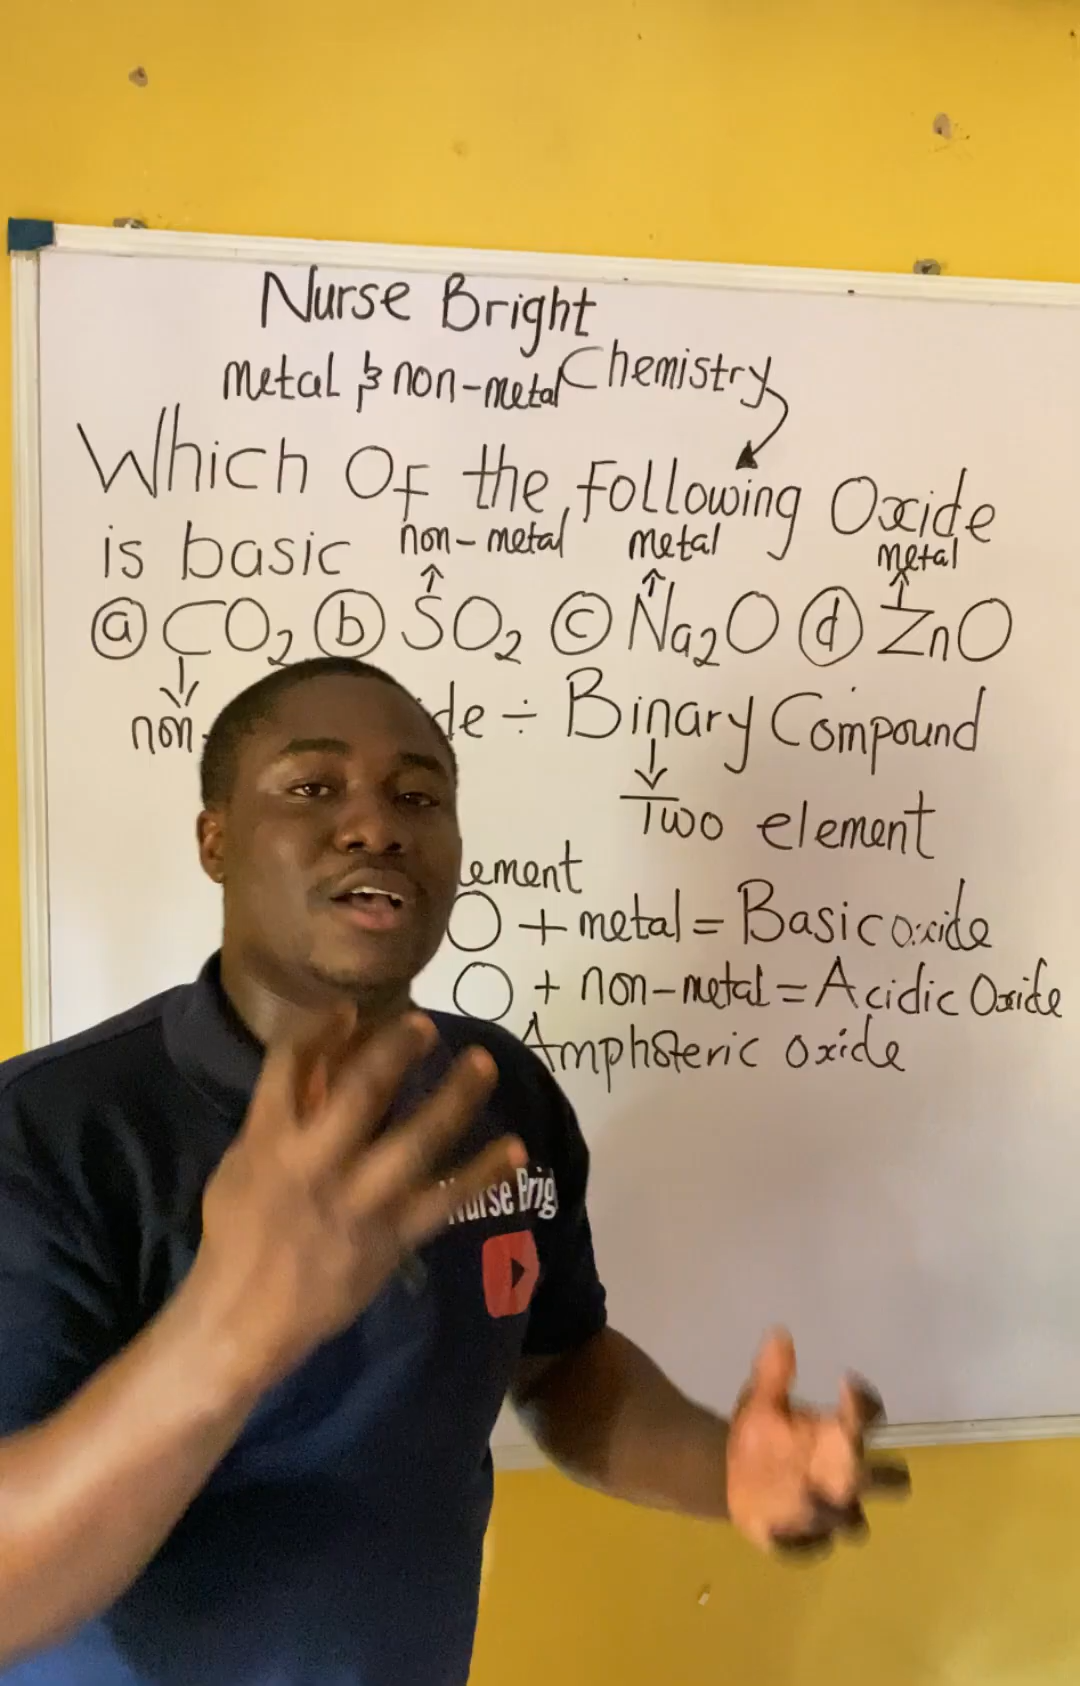 Nurse Bright
metal & non-metal Chemistry
Which Of the Following Oxide
non-metal metal metal
is basic
ⓐ CO₂ ⓑ SO₂ ⓒ Na₂O ⓓ ZnO
non-
de ÷ Binary Compound
Two element
ement
O + metal = Basic oxide
O + non-metal = Acidic Oxide
Amphoteric oxide
Nurse Brig